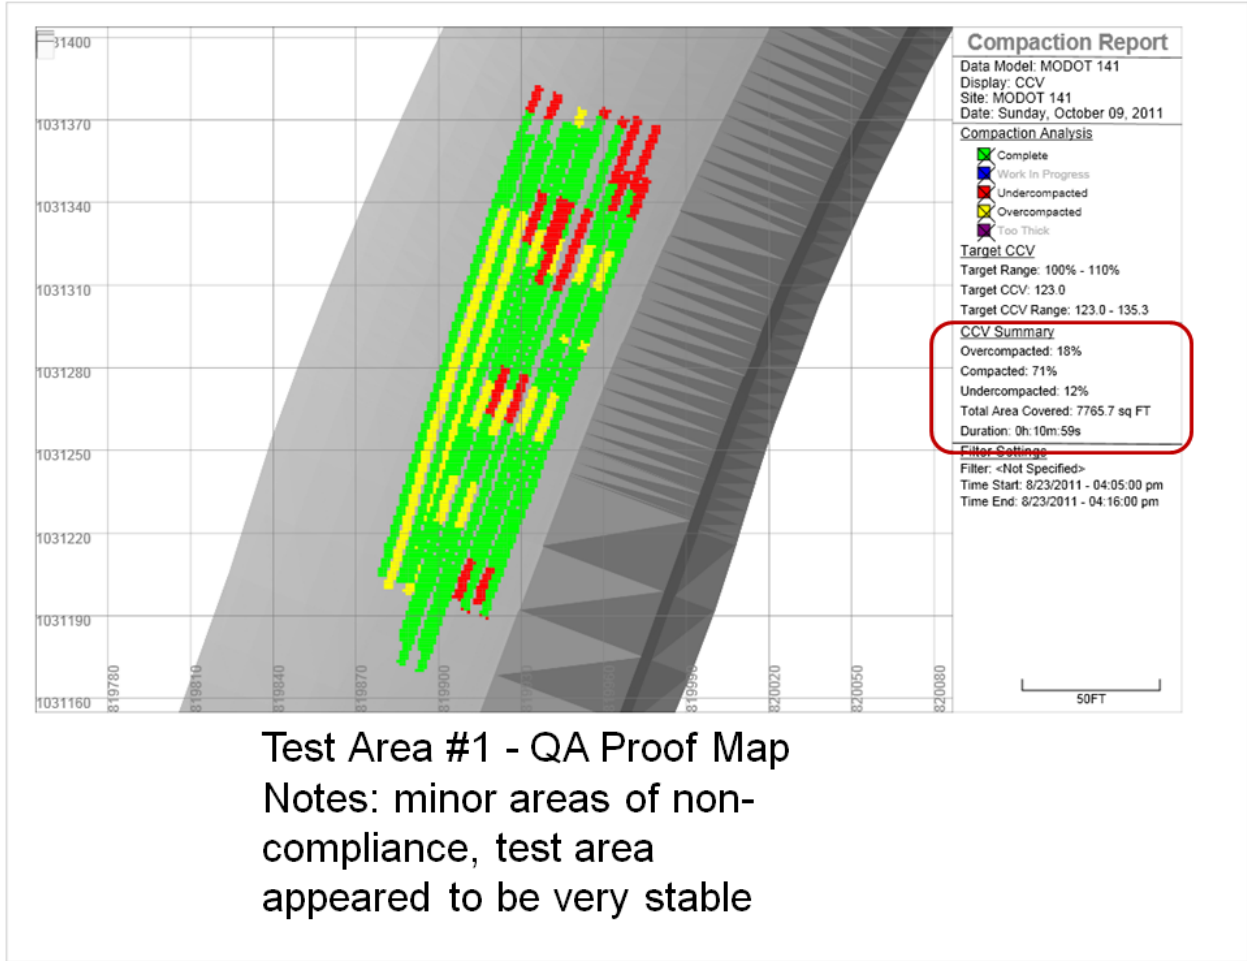 31400
1031370
1031340
1031310
1031280
1031250
1031220
1031190
1031160
819780
819810
819840
819870
819900
819930
819960
819990
820020
820050
820080
Compaction Report
Data Model: MODOT 141
Display: CCV
Site: MODOT 141
Date: Sunday, October 09, 2011
Compaction Analysis
Complete
Work In Progress
Undercompacted
Overcompacted
Too Thick
Target CCV
Target Range: 100% - 110%
Target CCV: 123.0
Target CCV Range: 123.0 - 135.3
CCV Summary
Overcompacted: 18%
Compacted: 71%
Undercompacted: 12%
Total Area Covered: 7765.7 sq FT
Duration: 0h:10m:59s
Filter Settings
Filter: <Not Specified>
Time Start: 8/23/2011 - 04:05:00 pm
Time End: 8/23/2011 - 04:16:00 pm
50FT
Test Area #1 - QA Proof Map
Notes: minor areas of non-
compliance, test area
appeared to be very stable